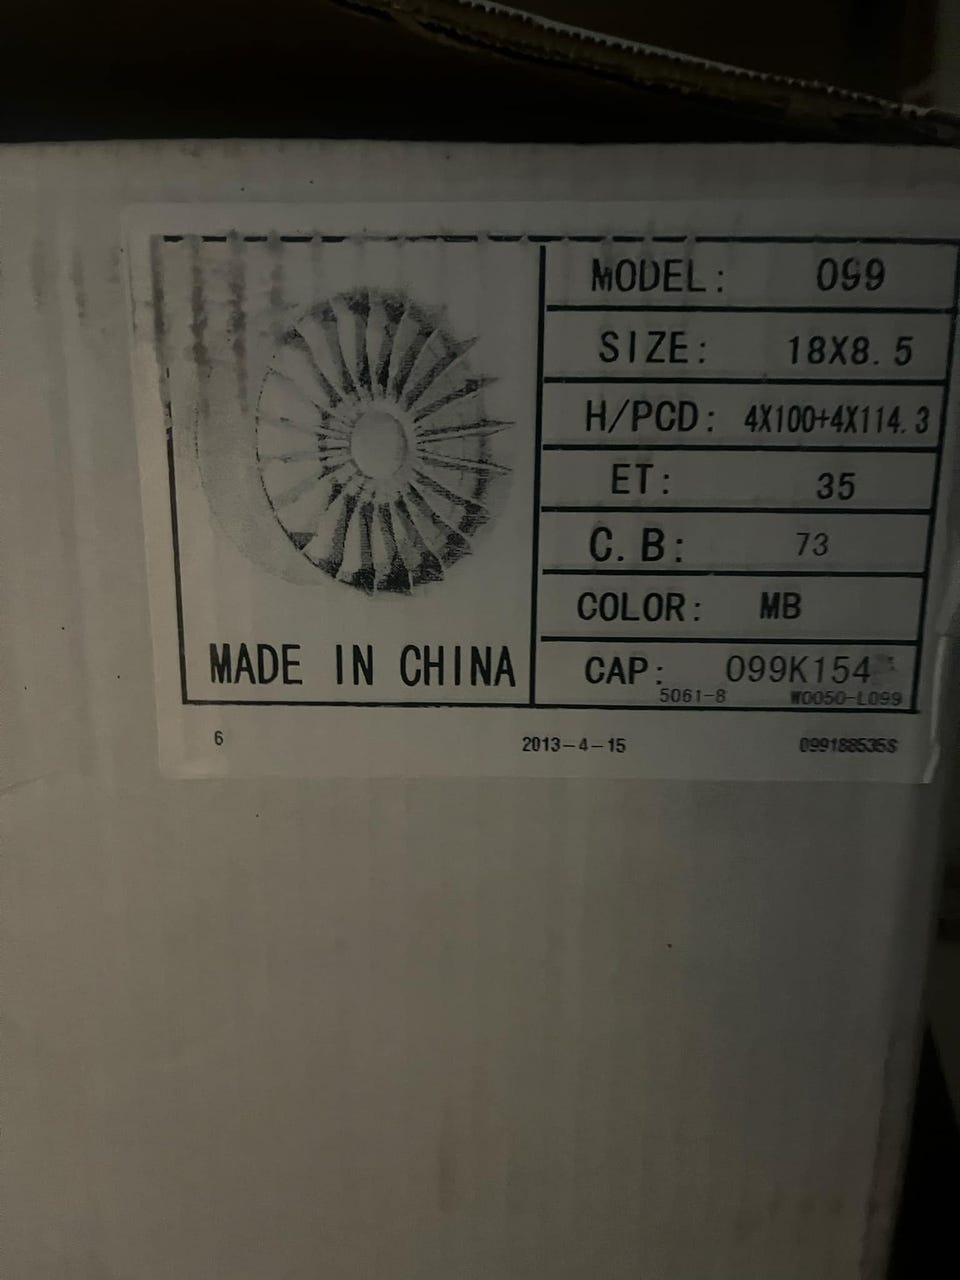 MODEL: 099
SIZE: 18X8.5
H/PCD: 4X100+4X114.3
ET: 35
C.B: 73
COLOR: MB
MADE IN CHINA
CAP: 099K154
5061-8 W0050-L099
6 2013-4-15 099188535S